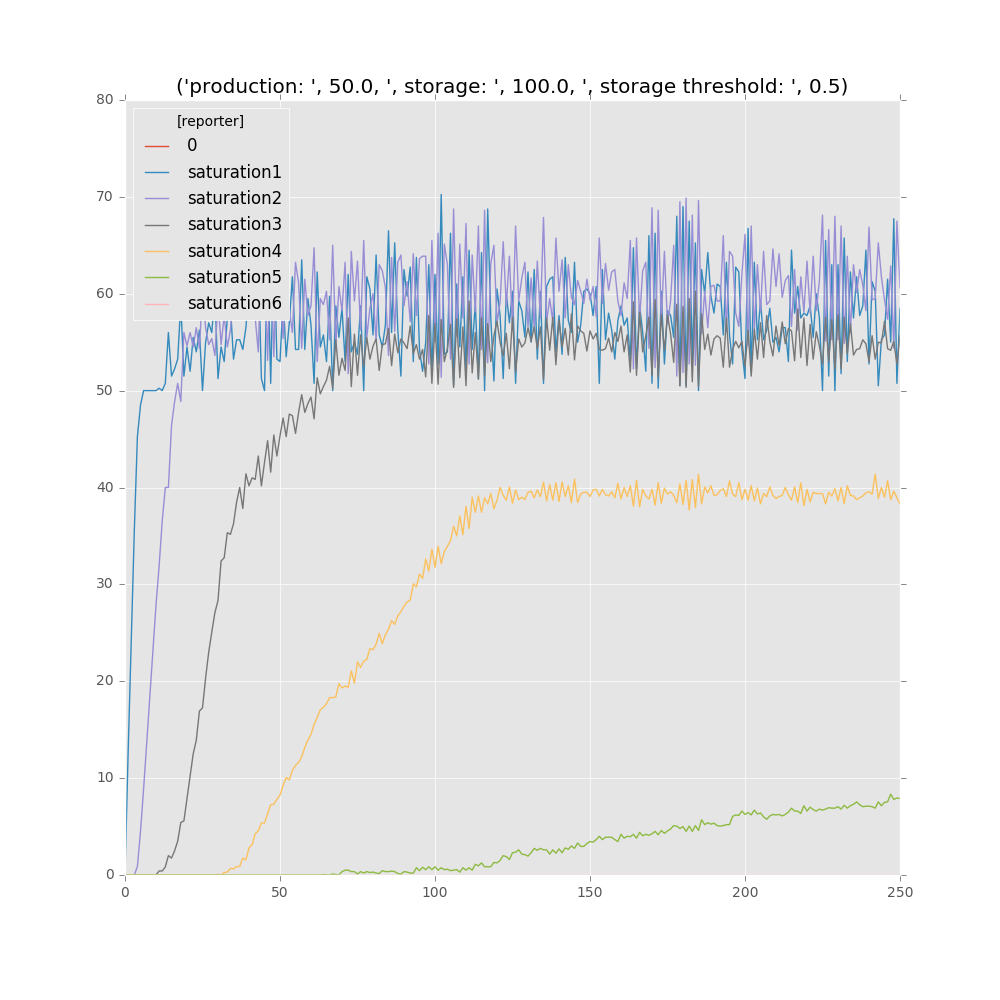 ('production: ', 50.0, ', storage: ', 100.0, ', storage threshold: ', 0.5)
80
70
60
50
40
30
20
10
0
[reporter]
0
saturation1
saturation2
saturation3
saturation4
saturation5
saturation6
0 50 100 150 200 250